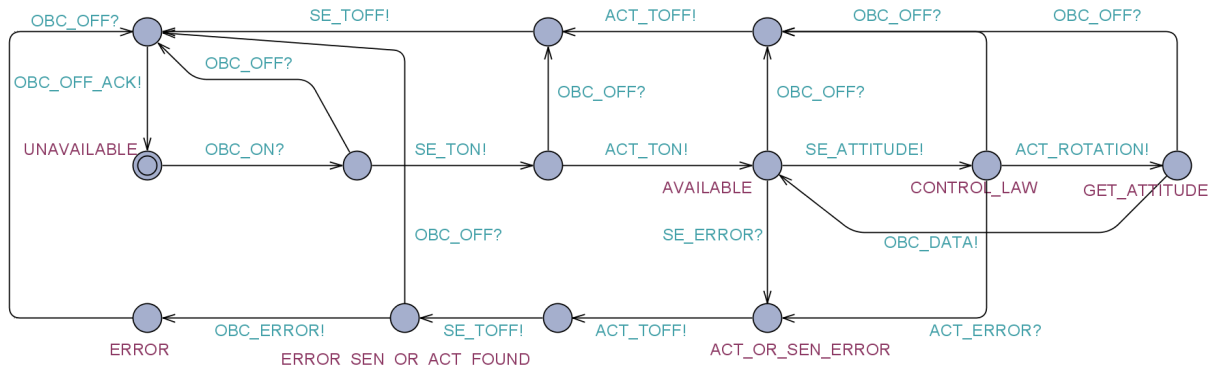 OBC_OFF?
SE_TOFF!
ACT_TOFF!
OBC_OFF?
OBC_OFF?
OBC_OFF_ACK!
OBC_OFF?
OBC_OFF?
OBC_OFF?
UNAVAILABLE
OBC_ON?
SE_TON!
ACT_TON!
SE_ATTITUDE!
ACT_ROTATION!
AVAILABLE
CONTROL_LAW
GET_ATTITUDE
OBC_OFF?
SE_ERROR?
OBC_DATA!
OBC_ERROR!
SE_TOFF!
ACT_TOFF!
ACT_ERROR?
ERROR
ERROR_SEN_OR_ACT_FOUND
ACT_OR_SEN_ERROR